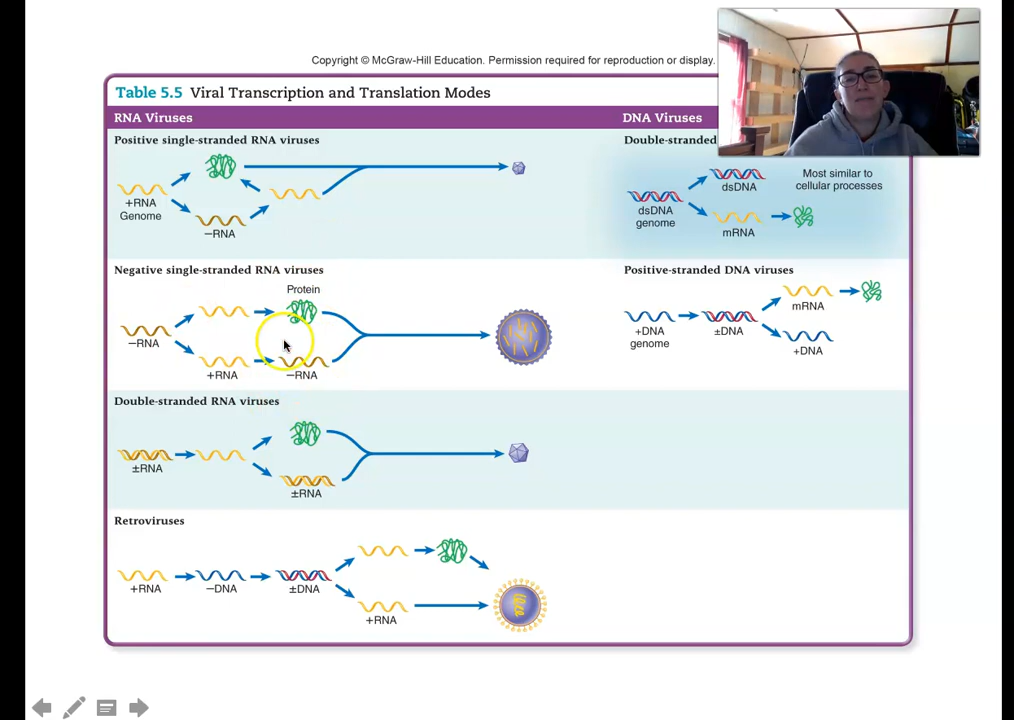 Copyright © McGraw-Hill Education. Permission required for reproduction or display.
Table 5.5 Viral Transcription and Translation Modes
RNA Viruses
DNA Viruses
Positive single-stranded RNA viruses
+RNA
Genome
−RNA
Double-stranded
dsDNA
genome
dsDNA
mRNA
Most similar to
cellular processes
Negative single-stranded RNA viruses
Protein
−RNA
+RNA
−RNA
Positive-stranded DNA viruses
+DNA
genome
±DNA
mRNA
+DNA
Double-stranded RNA viruses
±RNA
±RNA
Retroviruses
+RNA
−DNA
±DNA
+RNA